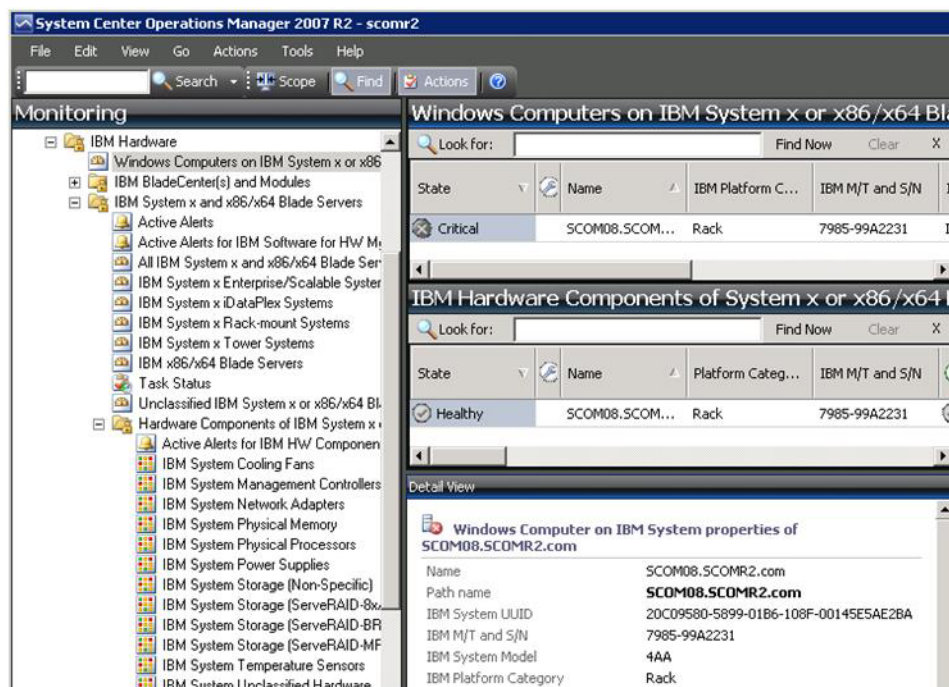 System Center Operations Manager 2007 R2 - scomr2
File Edit View Go Actions Tools Help
Search Scope Find Actions
Monitoring
IBM Hardware
Windows Computers on IBM System x or x86
IBM BladeCenter(s) and Modules
IBM System x and x86/x64 Blade Servers
Active Alerts
Active Alerts for IBM Software for HW
All IBM System x and x86/x64 Blade
IBM System x Enterprise/Scalable
IBM System x iDataPlex Systems
IBM System x Rack-mount Systems
IBM System x Tower Systems
IBM x86/x64 Blade Servers
Task Status
Unclassified IBM System x or x86/x64
Hardware Components of IBM System x
Active Alerts for IBM HW
IBM System Cooling Fans
IBM System Management Controllers
IBM System Network Adapters
IBM System Physical Memory
IBM System Physical Processors
IBM System Power Supplies
IBM System Storage (Non-Specific)
IBM System Storage (ServeRAID-8x
IBM System Storage (ServeRAID-BR
IBM System Storage (ServeRAID-MR
IBM System Temperature Sensors
IBM System Unclassified Hardware
Windows Computers on IBM System x or x86/x64
Look for: Find Now Clear X
State Name IBM Platform C... IBM M/T and S/N
Critical SCOM08.SCOM... Rack 7985-99A2231
IBM Hardware Components of System x or x86/x64
Look for: Find Now Clear X
State Name Platform Categ... IBM M/T and S/N
Healthy SCOM08.SCOM... Rack 7985-99A2231
Detail View
Windows Computer on IBM System properties of
SCOM08.SCOMR2.com
Name SCOM08.SCOMR2.com
Path name SCOM08.SCOMR2.com
IBM System UUID 20C09580-5899-01B6-108F-00145E5AE2BA
IBM M/T and S/N 7985-99A2231
IBM System Model 4AA
IBM Platform Category Rack